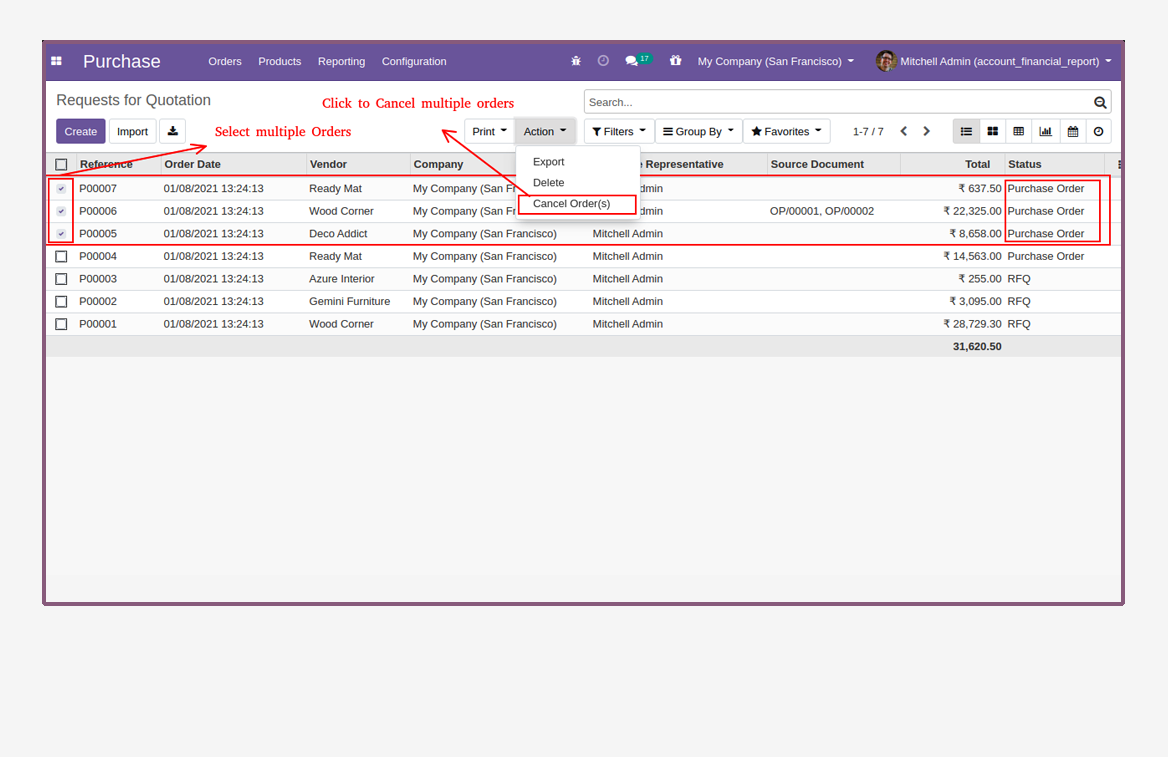 Purchase Orders Products Reporting Configuration 17 My Company (San Francisco) Mitchell Admin (account_financial_report)
Requests for Quotation Click to Cancel multiple orders Search...
Create Import Select multiple Orders Print Action Filters Group By Favorites 1-7 / 7
Reference Order Date Vendor Company Representative Source Document Total Status
Export
Delete
Cancel Order(s)
P00007 01/08/2021 13:24:13 Ready Mat My Company (San F dmin ₹ 637.50 Purchase Order
P00006 01/08/2021 13:24:13 Wood Corner My Company (San F dmin OP/00001, OP/00002 ₹ 22,325.00 Purchase Order
P00005 01/08/2021 13:24:13 Deco Addict My Company (San Francisco) Mitchell Admin ₹ 8,658.00 Purchase Order
P00004 01/08/2021 13:24:13 Ready Mat My Company (San Francisco) Mitchell Admin ₹ 14,563.00 Purchase Order
P00003 01/08/2021 13:24:13 Azure Interior My Company (San Francisco) Mitchell Admin ₹ 255.00 RFQ
P00002 01/08/2021 13:24:13 Gemini Furniture My Company (San Francisco) Mitchell Admin ₹ 3,095.00 RFQ
P00001 01/08/2021 13:24:13 Wood Corner My Company (San Francisco) Mitchell Admin ₹ 28,729.30 RFQ
31,620.50